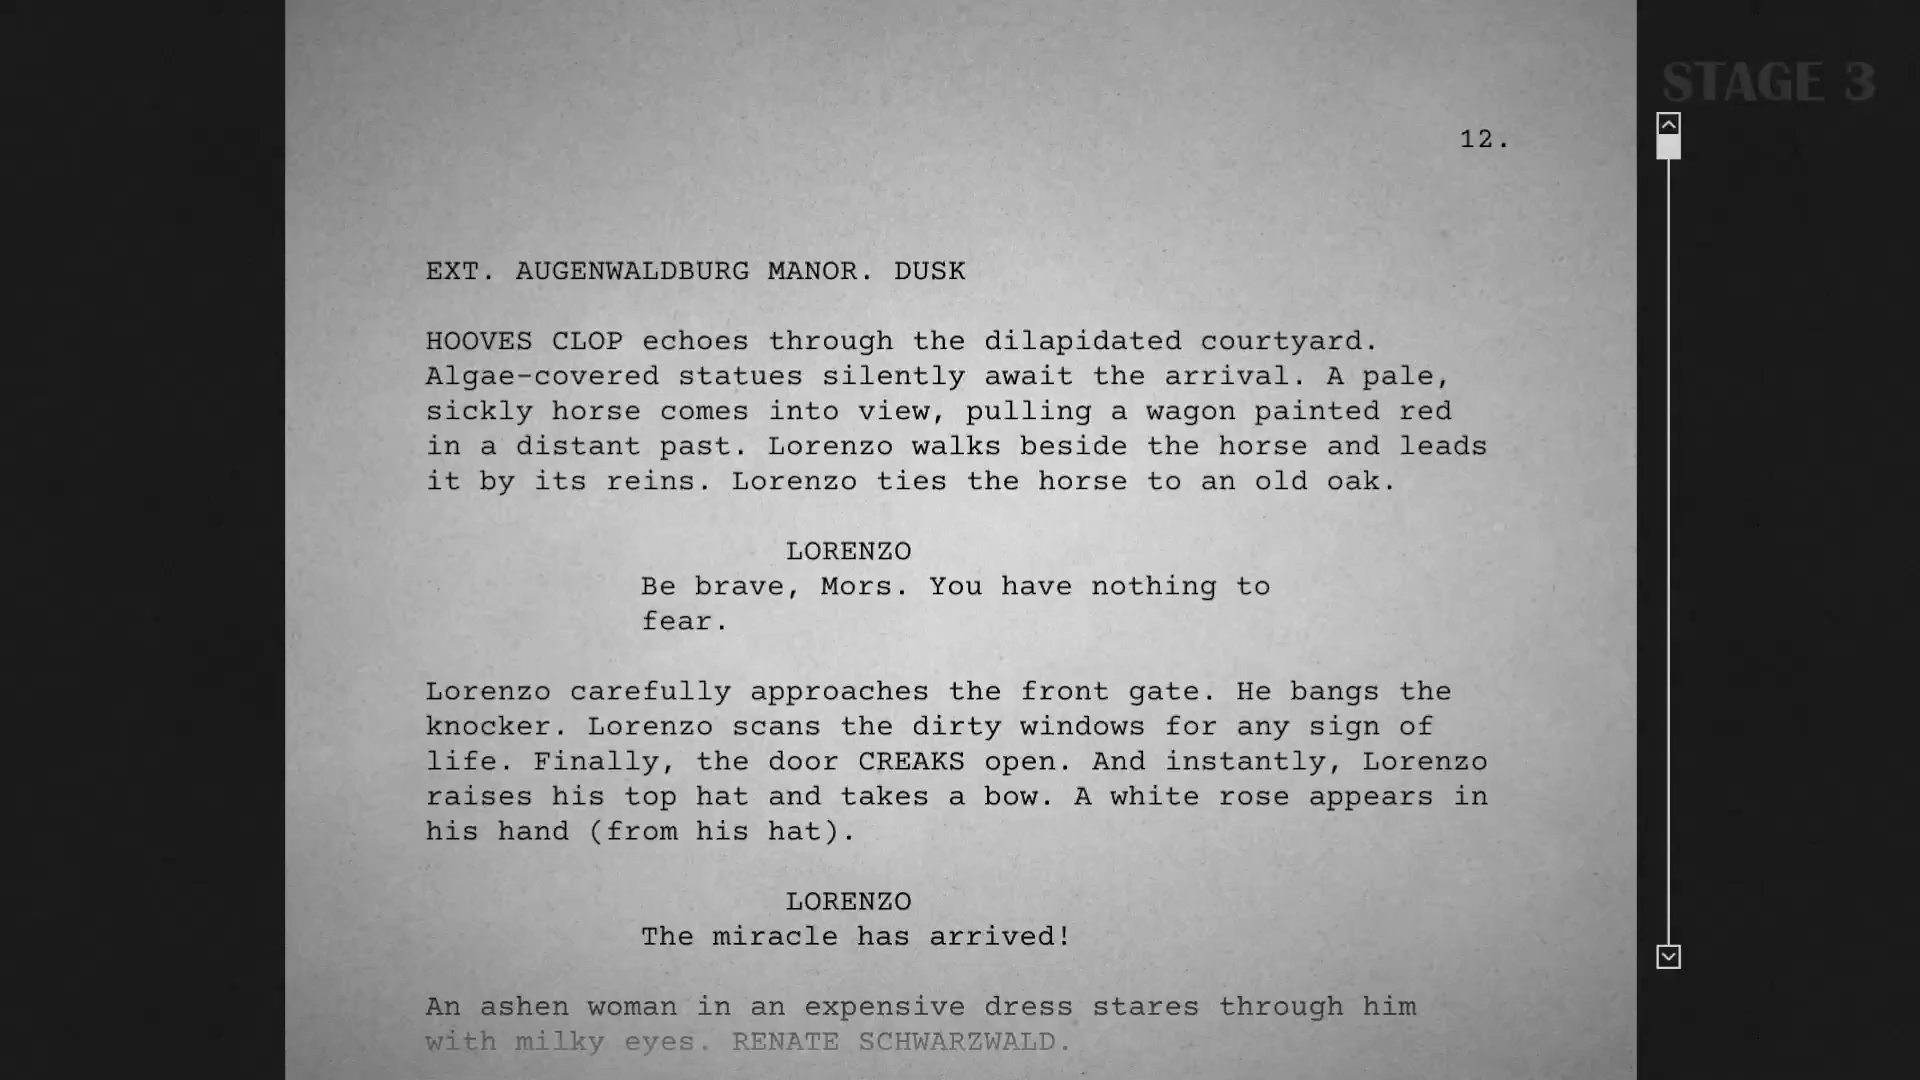 STAGE 3
12.
EXT. AUGENWALDBURG MANOR. DUSK
HOOVES CLOP echoes through the dilapidated courtyard.
Algae-covered statues silently await the arrival. A pale,
sickly horse comes into view, pulling a wagon painted red
in a distant past. Lorenzo walks beside the horse and leads
it by its reins. Lorenzo ties the horse to an old oak.
LORENZO
Be brave, Mors. You have nothing to
fear.
Lorenzo carefully approaches the front gate. He bangs the
knocker. Lorenzo scans the dirty windows for any sign of
life. Finally, the door CREAKS open. And instantly, Lorenzo
raises his top hat and takes a bow. A white rose appears in
his hand (from his hat).
LORENZO
The miracle has arrived!
An ashen woman in an expensive dress stares through him
with milky eyes. RENATE SCHWARZWALD.